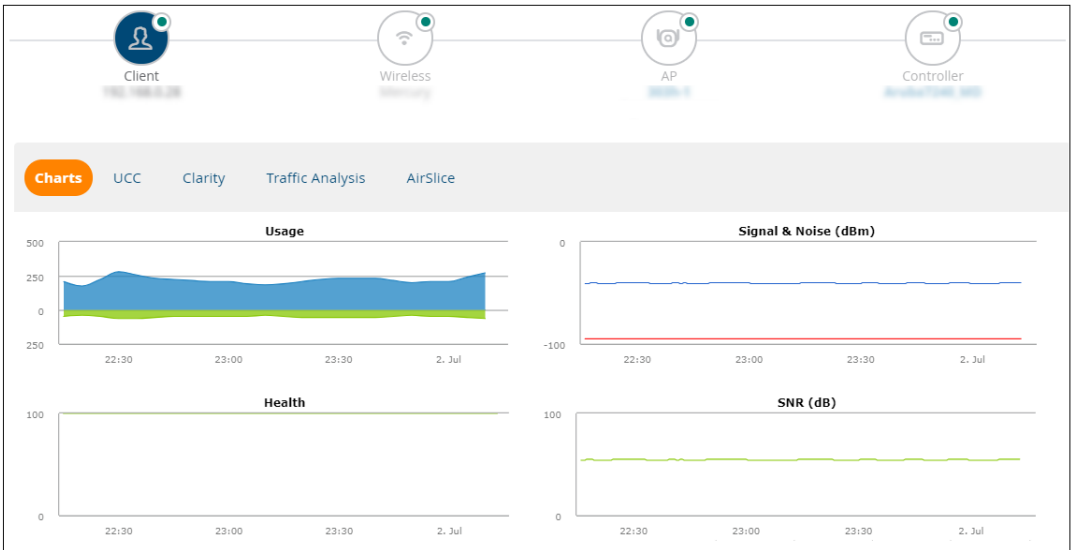 Client
Wireless
AP
Controller
Charts
UCC
Clarity
Traffic Analysis
AirSlice
Usage
500
250
0
250
22:30 23:00 23:30 2. Jul
Signal & Noise (dBm)
0
-100
22:30 23:00 23:30 2. Jul
Health
100
0
22:30 23:00 23:30 2. Jul
SNR (dB)
100
0
22:30 23:00 23:30 2. Jul